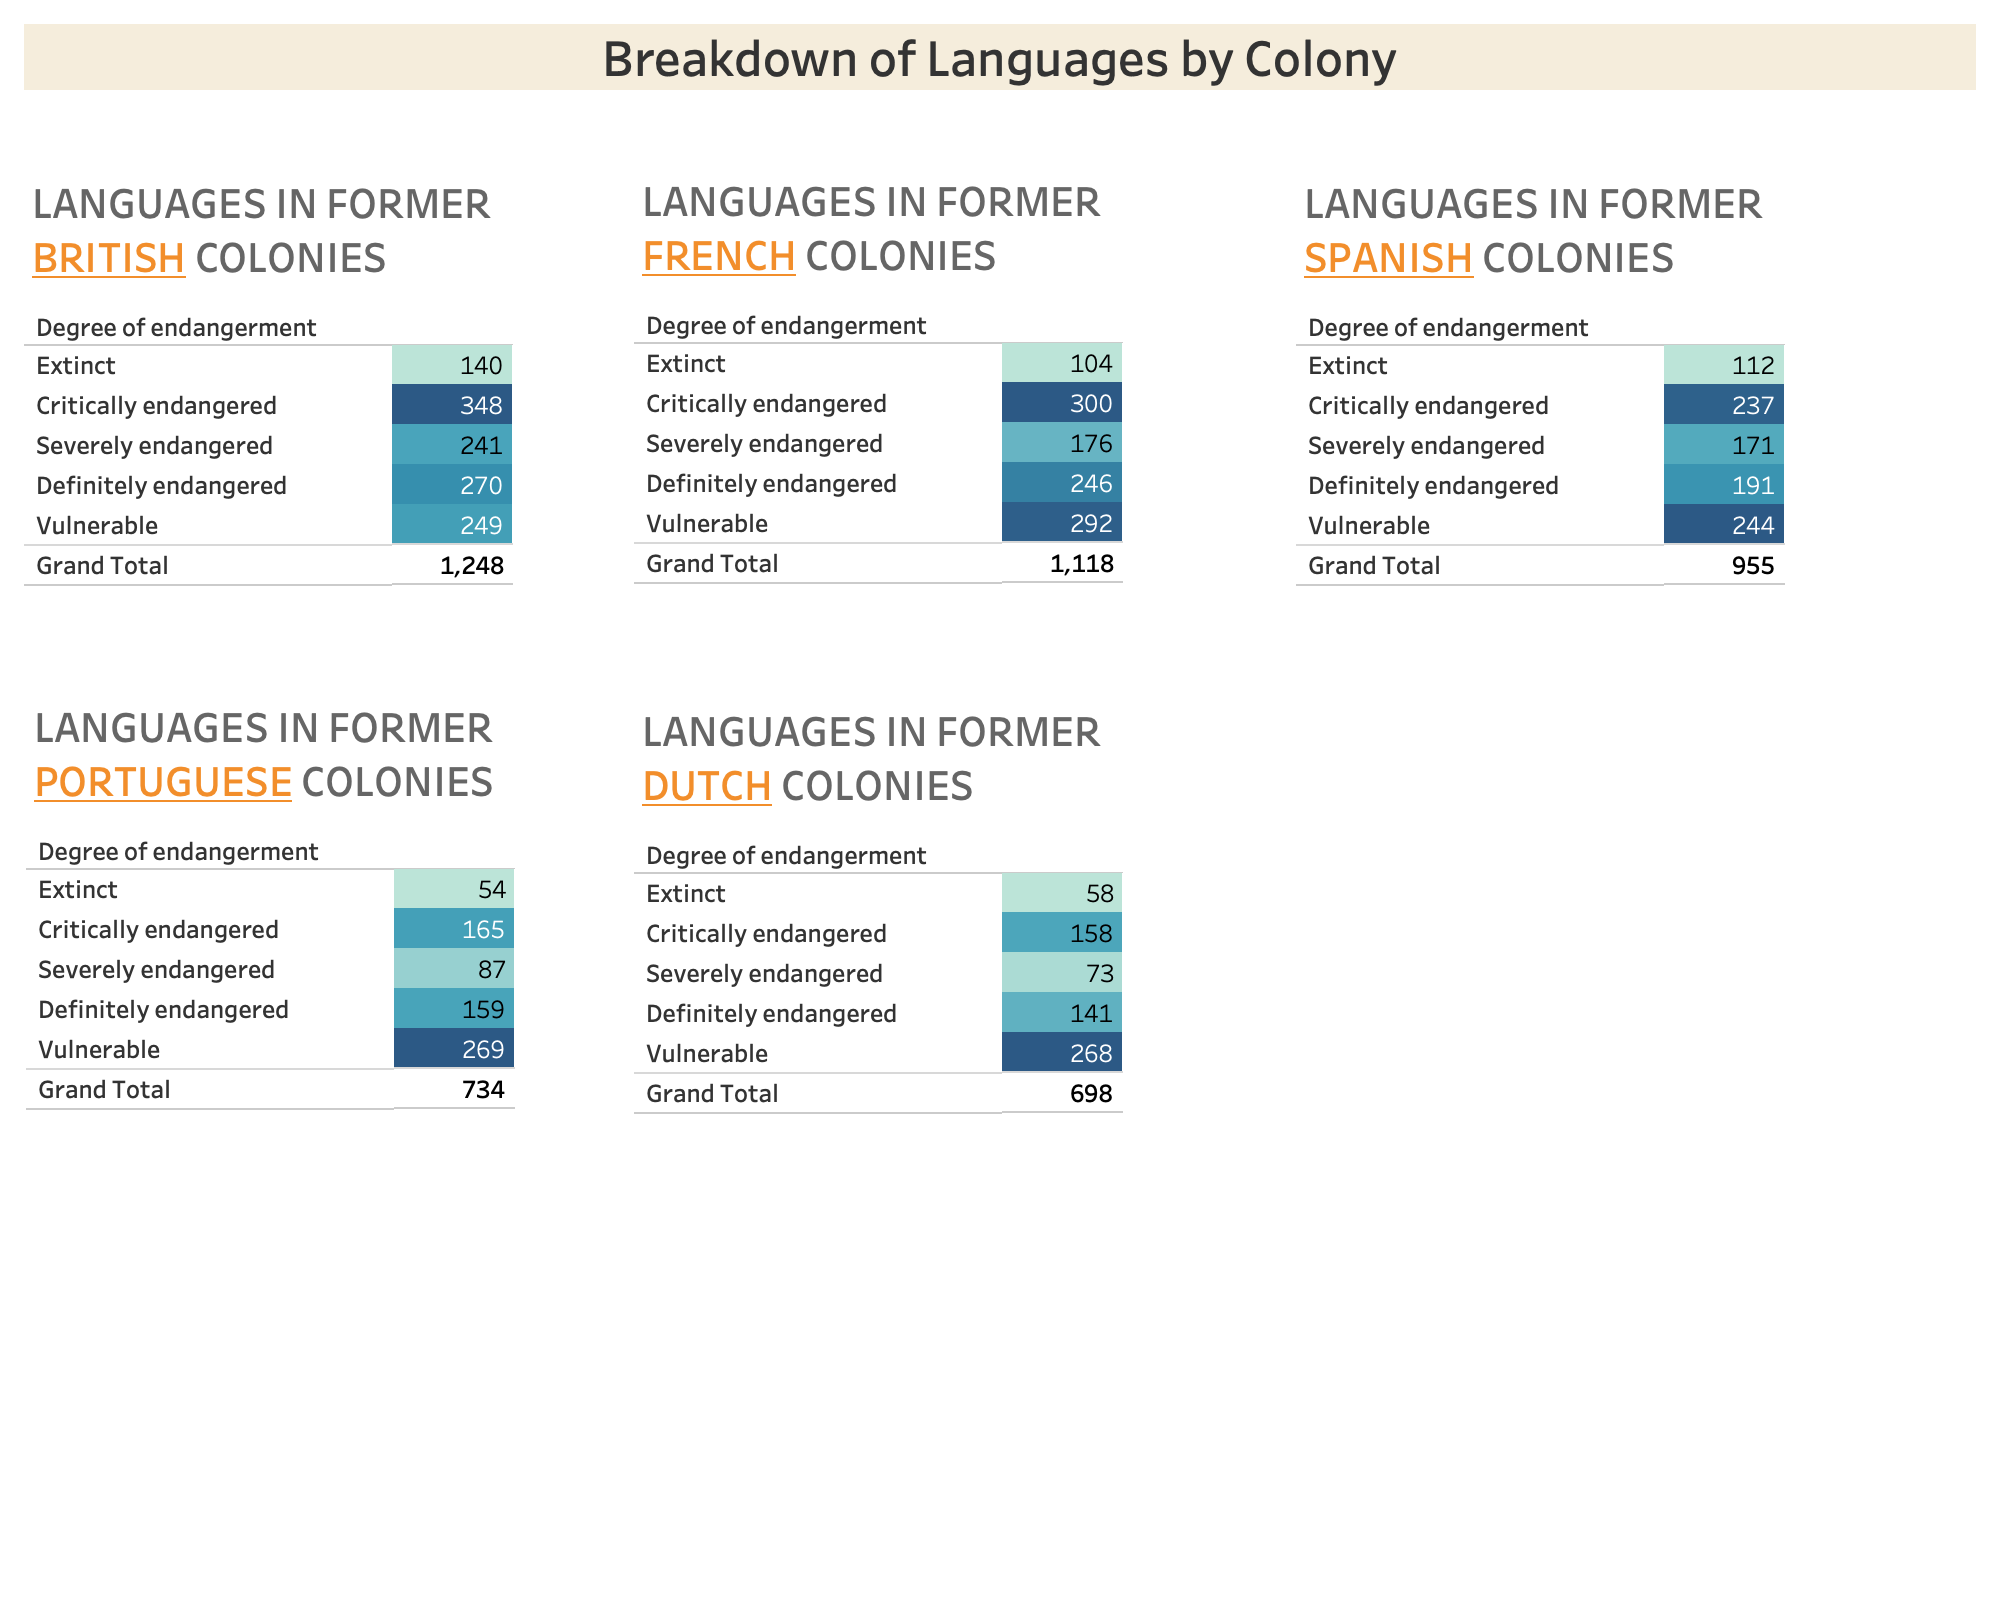 Breakdown of Languages by Colony
LANGUAGES IN FORMER
BRITISH COLONIES
Degree of endangerment
Extinct 140
Critically endangered 348
Severely endangered 241
Definitely endangered 270
Vulnerable 249
Grand Total 1,248
LANGUAGES IN FORMER
FRENCH COLONIES
Degree of endangerment
Extinct 104
Critically endangered 300
Severely endangered 176
Definitely endangered 246
Vulnerable 292
Grand Total 1,118
LANGUAGES IN FORMER
SPANISH COLONIES
Degree of endangerment
Extinct 112
Critically endangered 237
Severely endangered 171
Definitely endangered 191
Vulnerable 244
Grand Total 955
LANGUAGES IN FORMER
PORTUGUESE COLONIES
Degree of endangerment
Extinct 54
Critically endangered 165
Severely endangered 87
Definitely endangered 159
Vulnerable 269
Grand Total 734
LANGUAGES IN FORMER
DUTCH COLONIES
Degree of endangerment
Extinct 58
Critically endangered 158
Severely endangered 73
Definitely endangered 141
Vulnerable 268
Grand Total 698